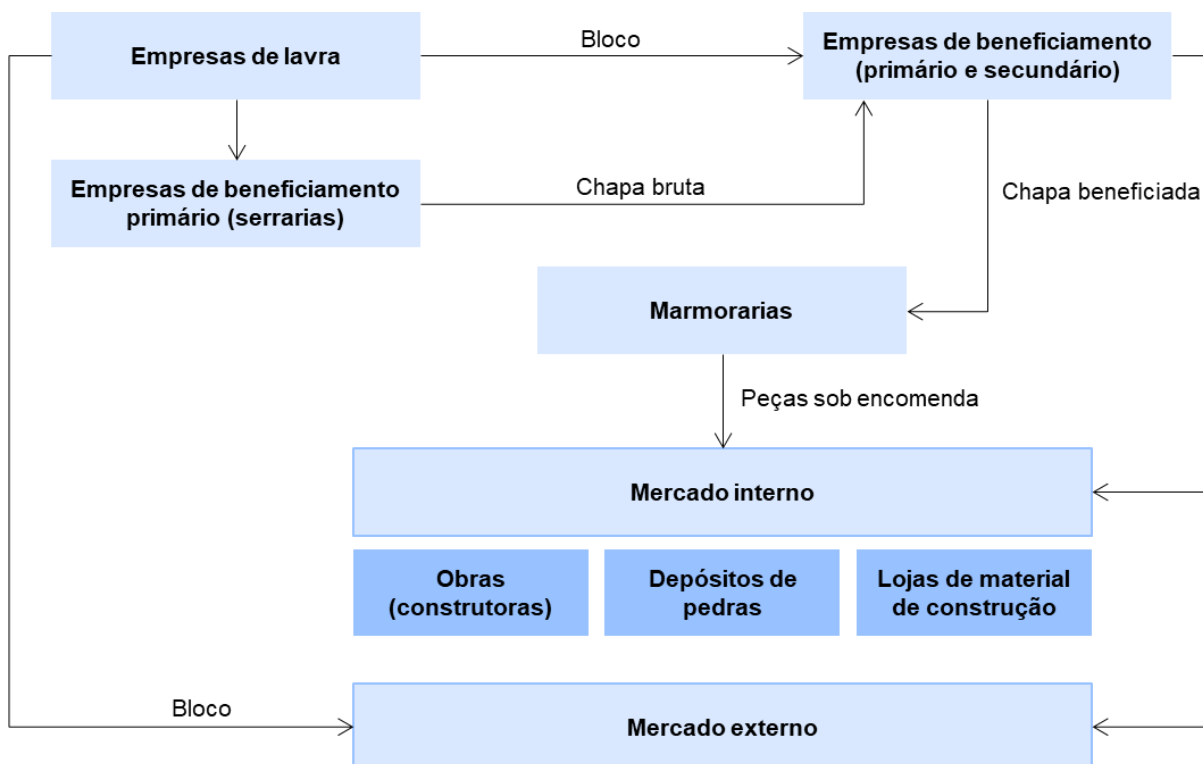 Empresas de lavra
Bloco
Empresas de beneficiamento
(primário e secundário)
Empresas de beneficiamento
primário (serrarias)
Chapa bruta
Chapa beneficiada
Marmorarias
Peças sob encomenda
Mercado interno
Obras
(construtoras)
Depósitos de
pedras
Lojas de material
de construção
Bloco
Mercado externo